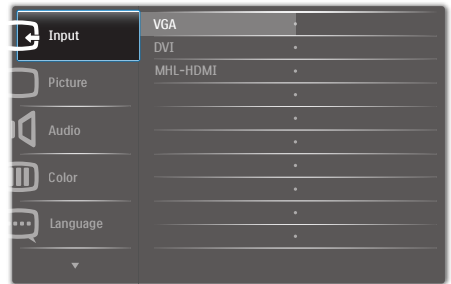 Input
Picture
Audio
Color
Language
VGA
DVI
MHL-HDMI